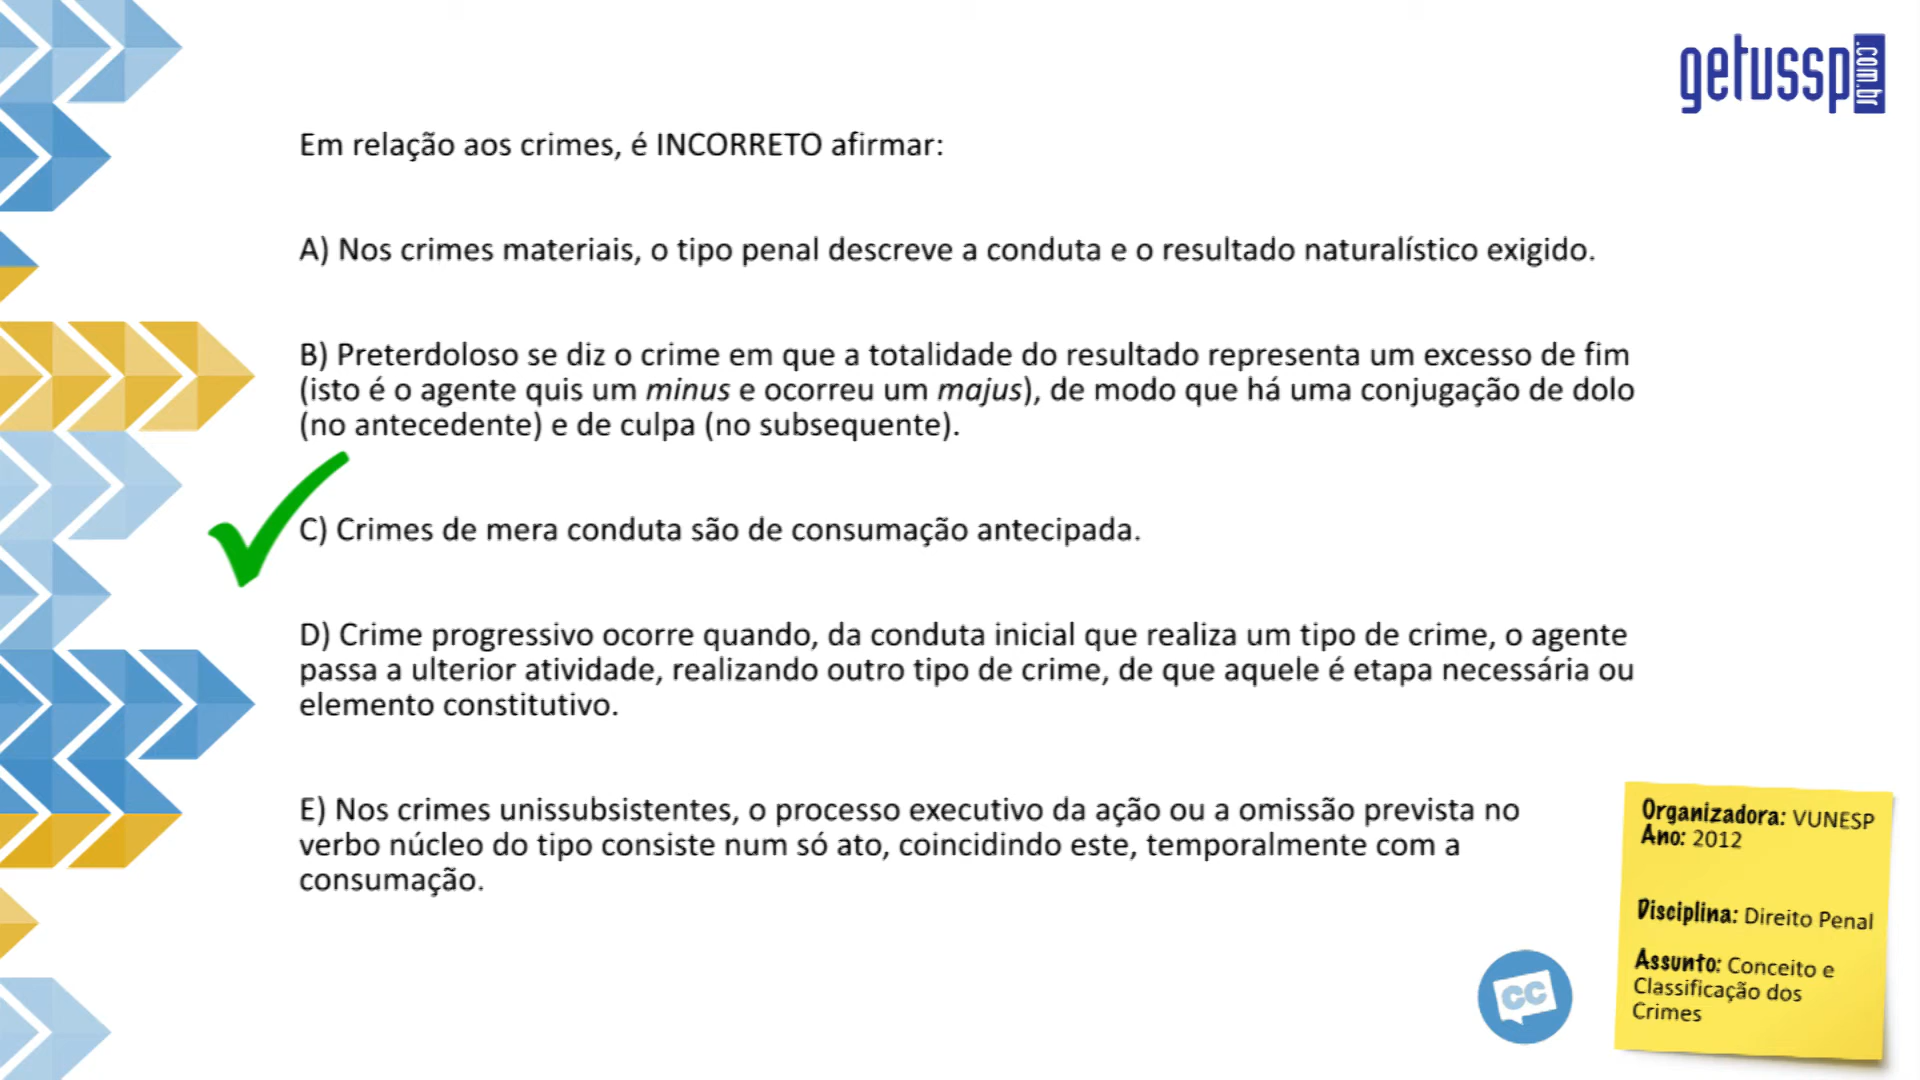 getussp.com.br
Em relação aos crimes, é INCORRETO afirmar:
A) Nos crimes materiais, o tipo penal descreve a conduta e o resultado naturalístico exigido.
B) Preterdoloso se diz o crime em que a totalidade do resultado representa um excesso de fim
(isto é o agente quis um minus e ocorreu um majus), de modo que há uma conjugação de dolo
(no antecedente) e de culpa (no subsequente).
C) Crimes de mera conduta são de consumação antecipada.
D) Crime progressivo ocorre quando, da conduta inicial que realiza um tipo de crime, o agente
passa a ulterior atividade, realizando outro tipo de crime, de que aquele é etapa necessária ou
elemento constitutivo.
E) Nos crimes unissubsistentes, o processo executivo da ação ou a omissão prevista no
verbo núcleo do tipo consiste num só ato, coincidindo este, temporalmente com a
consumação.
Organizadora: VUNESP
Ano: 2012
Disciplina: Direito Penal
Assunto: Conceito e
Classificação dos
Crimes
CC